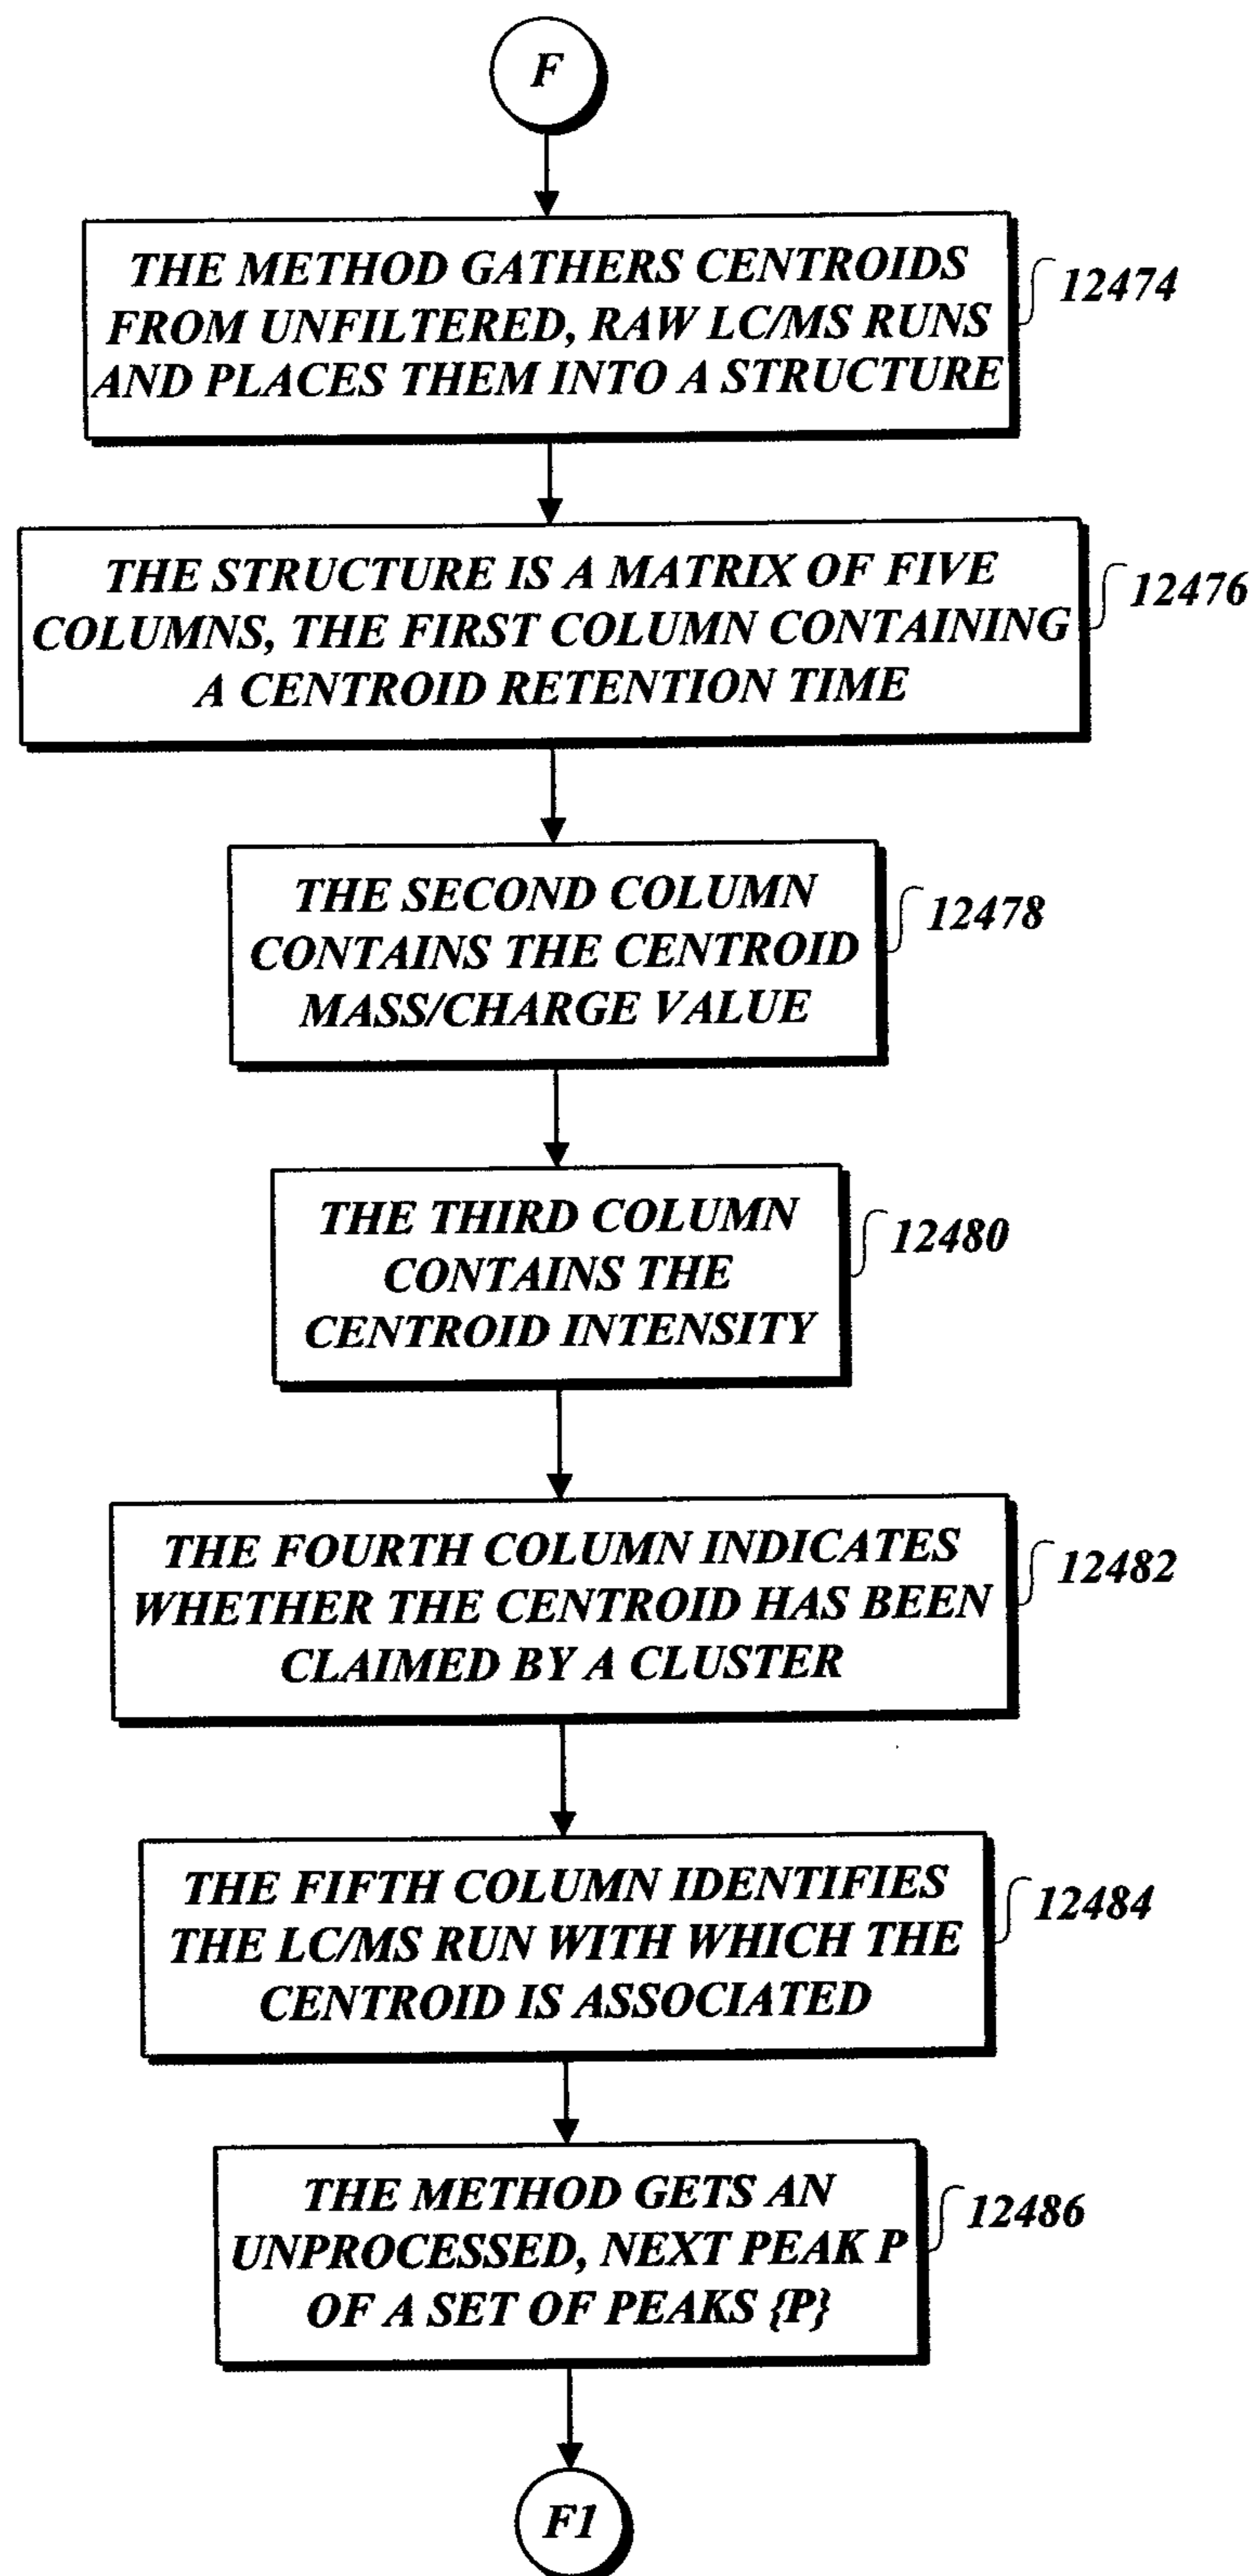 F
THE METHOD GATHERS CENTROIDS
FROM UNFILTERED, RAW LC/MS RUNS
AND PLACES THEM INTO A STRUCTURE
12474
THE STRUCTURE IS A MATRIX OF FIVE
COLUMNS, THE FIRST COLUMN CONTAINING
A CENTROID RETENTION TIME
12476
THE SECOND COLUMN
CONTAINS THE CENTROID
MASS/CHARGE VALUE
12478
THE THIRD COLUMN
CONTAINS THE
CENTROID INTENSITY
12480
THE FOURTH COLUMN INDICATES
WHETHER THE CENTROID HAS BEEN
CLAIMED BY A CLUSTER
12482
THE FIFTH COLUMN IDENTIFIES
THE LC/MS RUN WITH WHICH THE
CENTROID IS ASSOCIATED
12484
THE METHOD GETS AN
UNPROCESSED, NEXT PEAK P
OF A SET OF PEAKS {P}
12486
F1